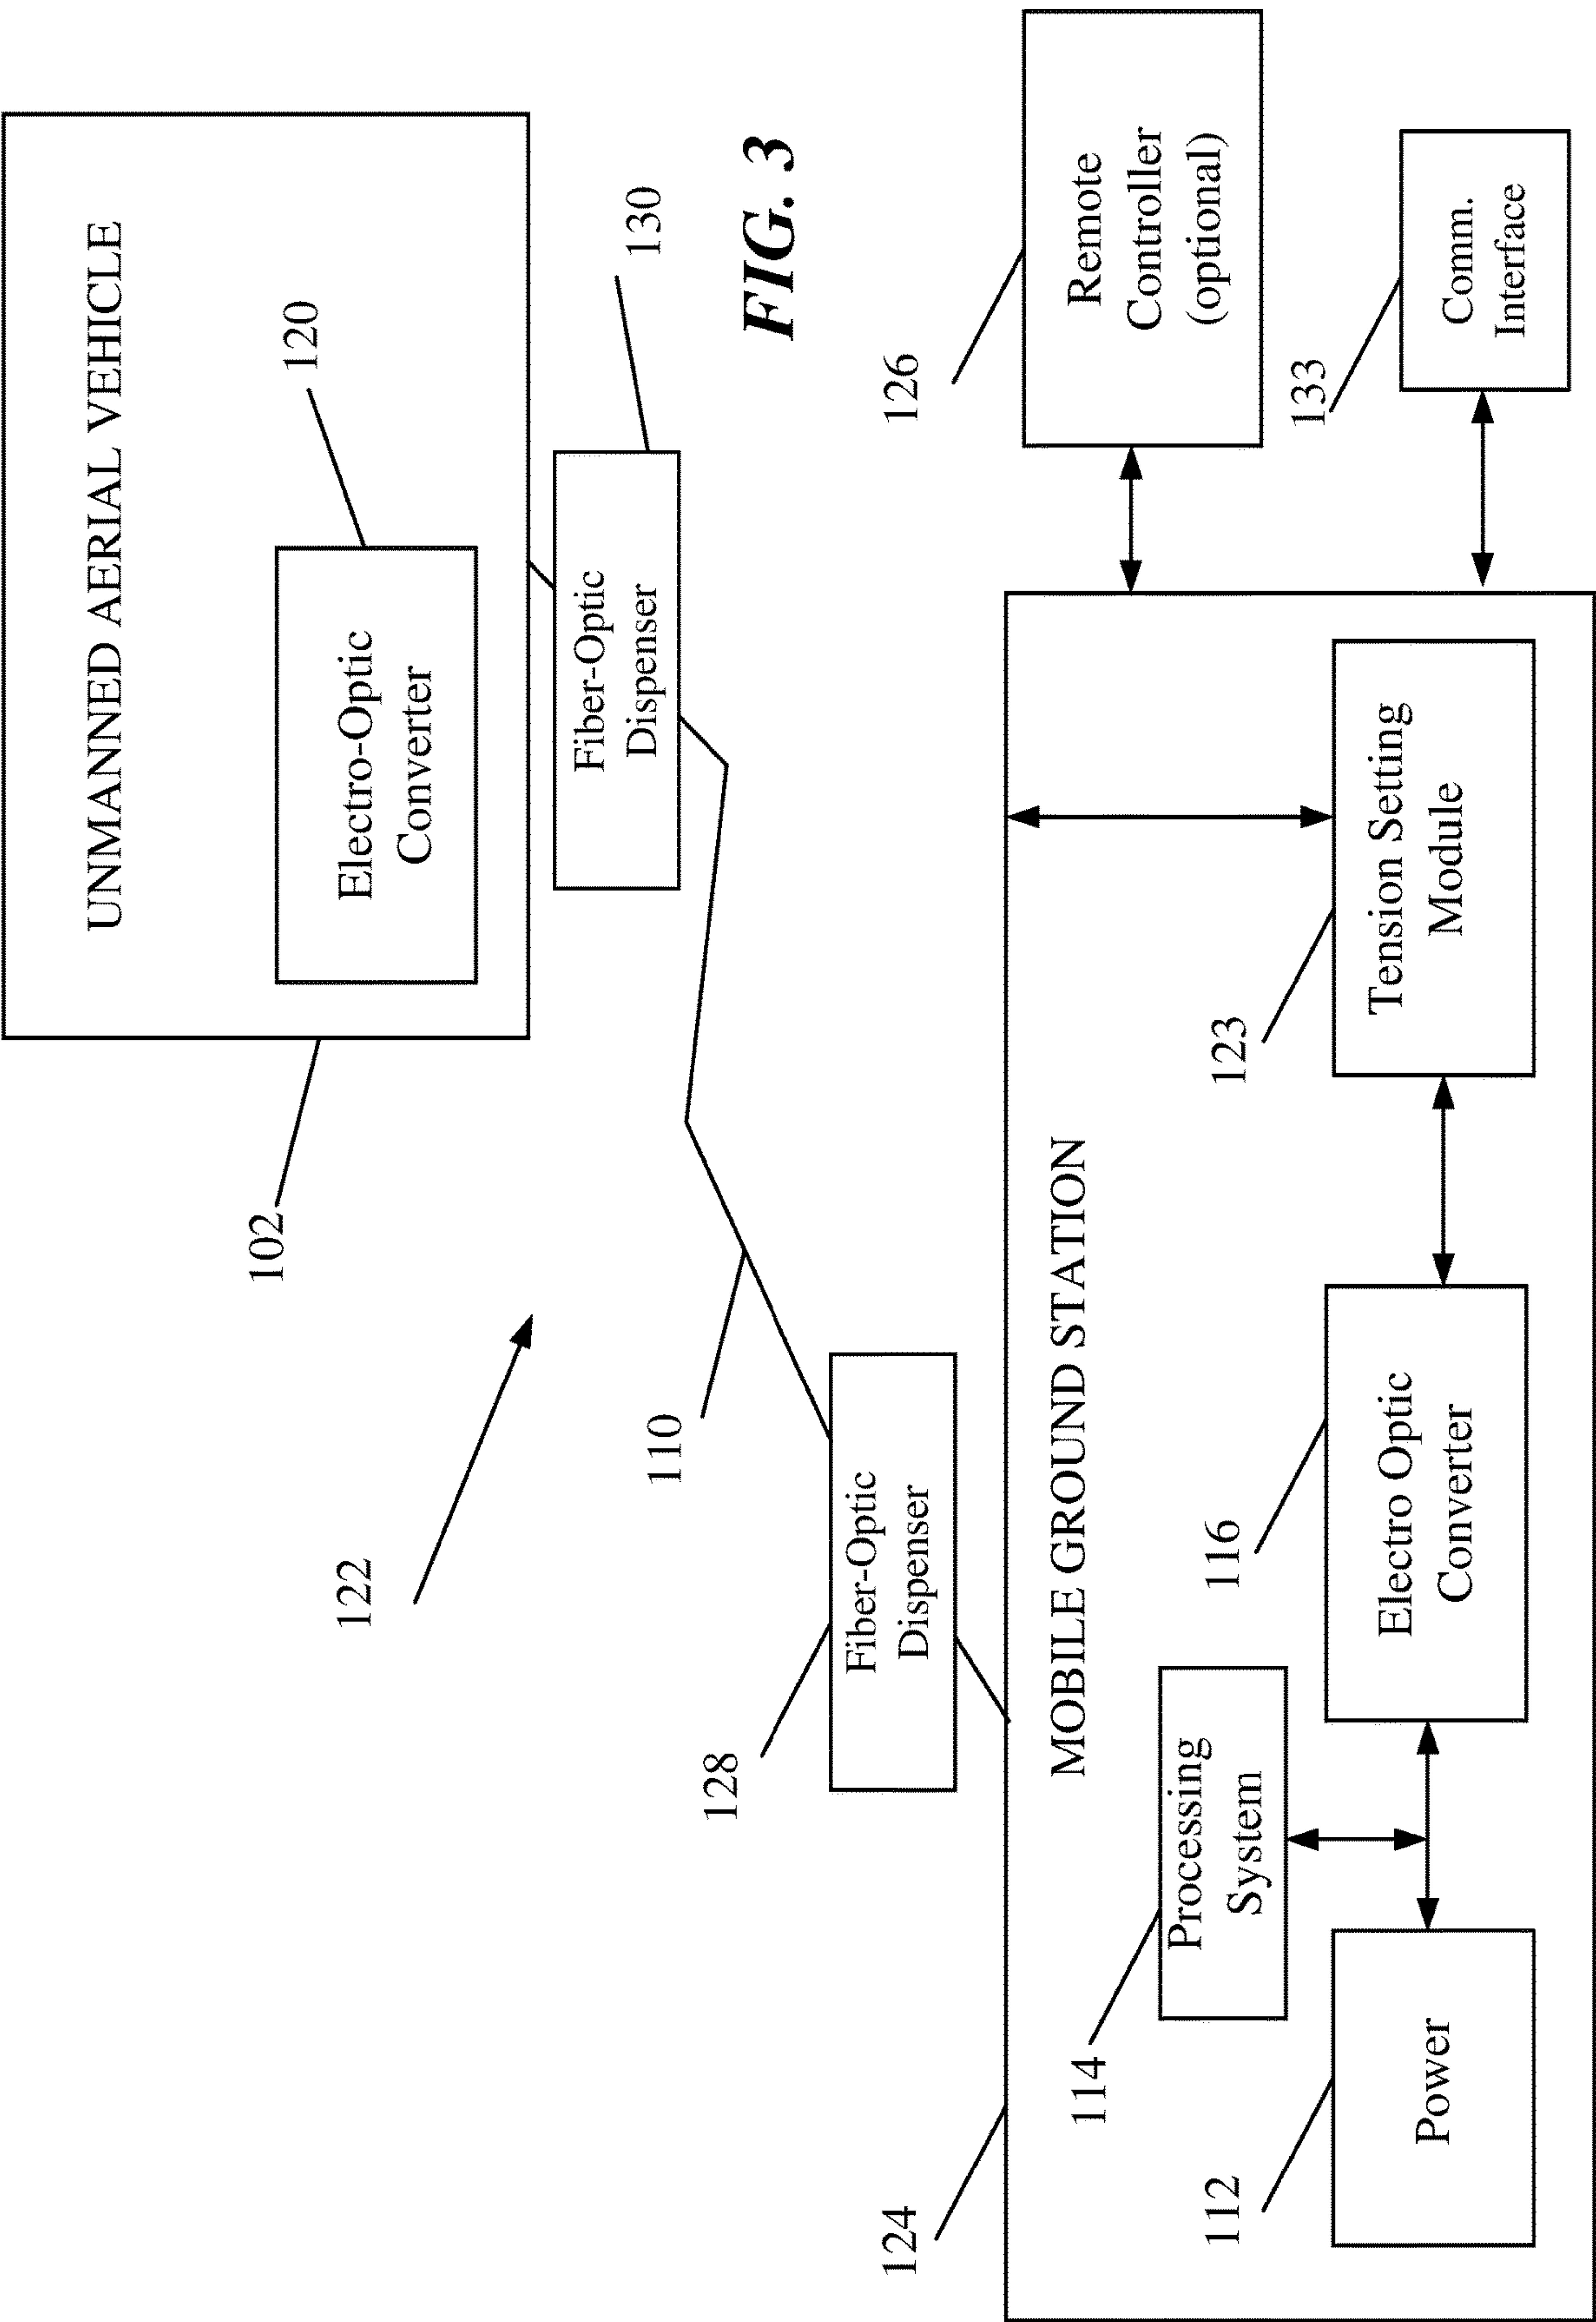 UNMANNED AERIAL VEHICLE
120
Electro-Optic
Converter
102
130
Fiber-Optic
Dispenser
122
110
FIG. 3
128
Fiber-Optic
Dispenser
126
Remote
Controller
(optional)
124
MOBILE GROUND STATION
133
Comm.
Interface
114
Processing
System
112
Power
116
Electro Optic
Converter
123
Tension Setting
Module